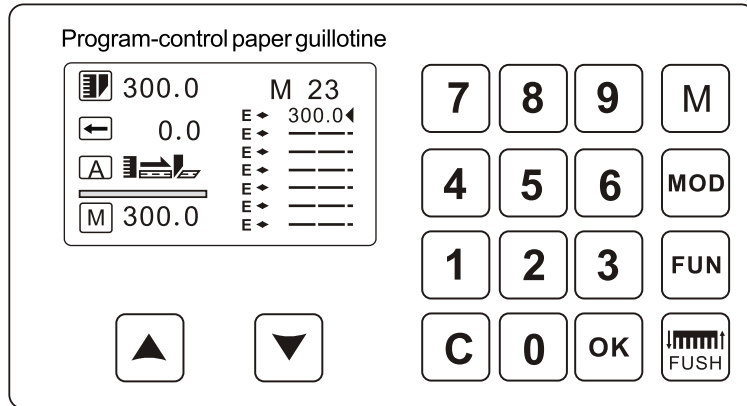 Program-control paper guillotine
300.0
M 23
E 300.0
0.0
E
E
A
E
E
M 300.0
E
E
7 8 9 M
4 5 6 MOD
1 2 3 FUN
C 0 OK FUSH